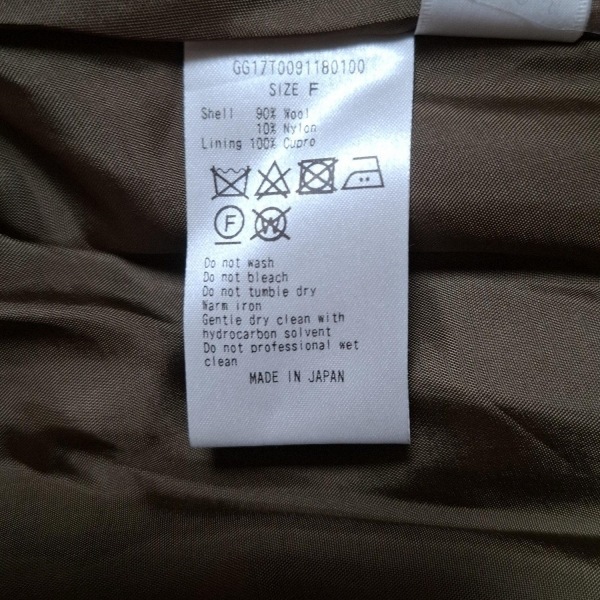 GG17T0091180100
SIZE F
Shell 90% Wool
10% Nylon
Lining 100% Cupro
F
W
Do not wash
Do not bleach
Do not tumble dry
Warm iron
Gentle dry clean with
hydrocarbon solvent
Do not professional wet
clean
MADE IN JAPAN